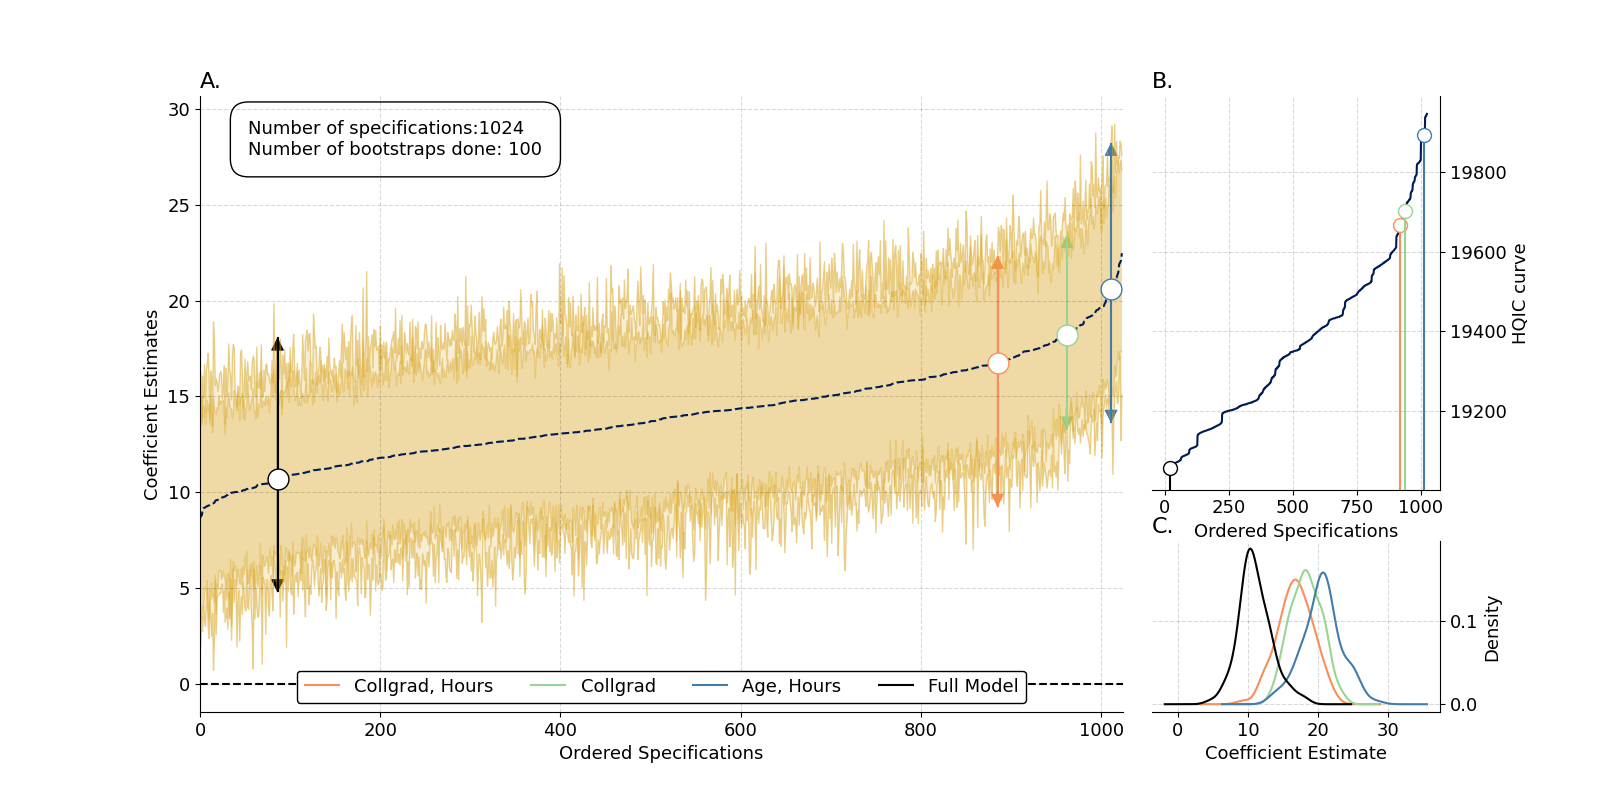 A.
Number of specifications:1024
Number of bootstraps done: 100
30
25
20
15
10
5
0
Coefficient Estimates
Collgrad, Hours
Collgrad
Age, Hours
Full Model
0 200 400 600 800 1000
Ordered Specifications
B.
19800
19600
19400
19200
HQIC curve
0 250 500 750 1000
Ordered Specifications
C.
0.1
0.0
Density
0 10 20 30
Coefficient Estimate